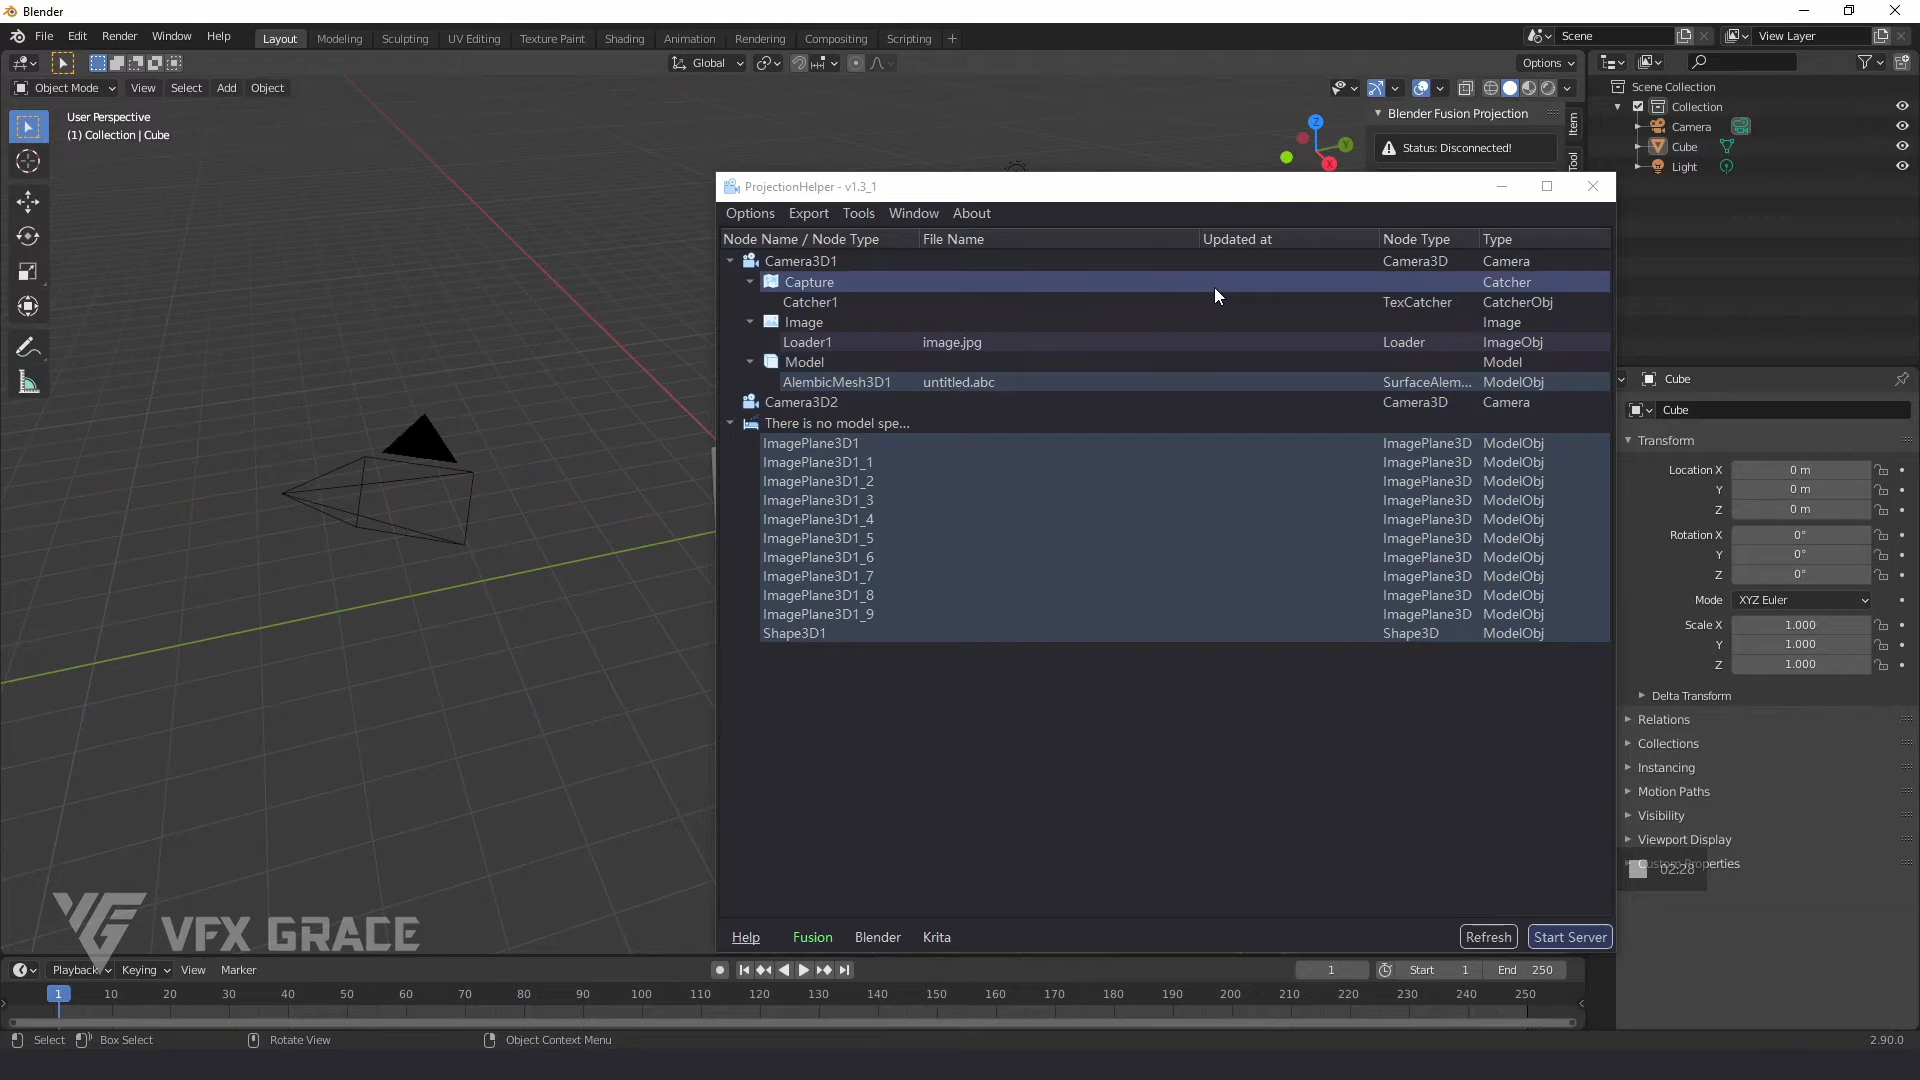 Blender
File Edit Render Window Help Layout Modeling Sculpting UV Editing Texture Paint Shading Animation Rendering Compositing Scripting + Scene View Layer
Global Options
Object Mode View Select Add Object
User Perspective
(1) Collection | Cube
Z
Y
X
Blender Fusion Projection
Status: Disconnected!
Item
Tool
Scene Collection
Collection
Camera
Cube
Light
ProjectionHelper - v1.3_1
Options Export Tools Window About
Node Name / Node Type File Name Updated at Node Type Type
Camera3D1 Camera3D Camera
Capture Catcher
Catcher1 TexCatcher CatcherObj
Image Image
Loader1 image.jpg Loader ImageObj
Model Model
AlembicMesh3D1 untitled.abc SurfaceAlem... ModelObj
Camera3D2 Camera3D Camera
There is no model spe...
ImagePlane3D1 ImagePlane3D ModelObj
ImagePlane3D1_1 ImagePlane3D ModelObj
ImagePlane3D1_2 ImagePlane3D ModelObj
ImagePlane3D1_3 ImagePlane3D ModelObj
ImagePlane3D1_4 ImagePlane3D ModelObj
ImagePlane3D1_5 ImagePlane3D ModelObj
ImagePlane3D1_6 ImagePlane3D ModelObj
ImagePlane3D1_7 ImagePlane3D ModelObj
ImagePlane3D1_8 ImagePlane3D ModelObj
ImagePlane3D1_9 ImagePlane3D ModelObj
Shape3D1 Shape3D ModelObj
Help Fusion Blender Krita Refresh Start Server
Cube
Cube
Transform
Location X 0 m
Y 0 m
Z 0 m
Rotation X 0°
Y 0°
Z 0°
Mode XYZ Euler
Scale X 1.000
Y 1.000
Z 1.000
Delta Transform
Relations
Collections
Instancing
Motion Paths
Visibility
Viewport Display
Custom Properties
02:28
VFX GRACE
Playback Keying View Marker 1 Start 1 End 250
1 10 20 30 40 50 60 70 80 90 100 110 120 130 140 150 160 170 180 190 200 210 220 230 240 250
Select Box Select Rotate View Object Context Menu 2.90.0